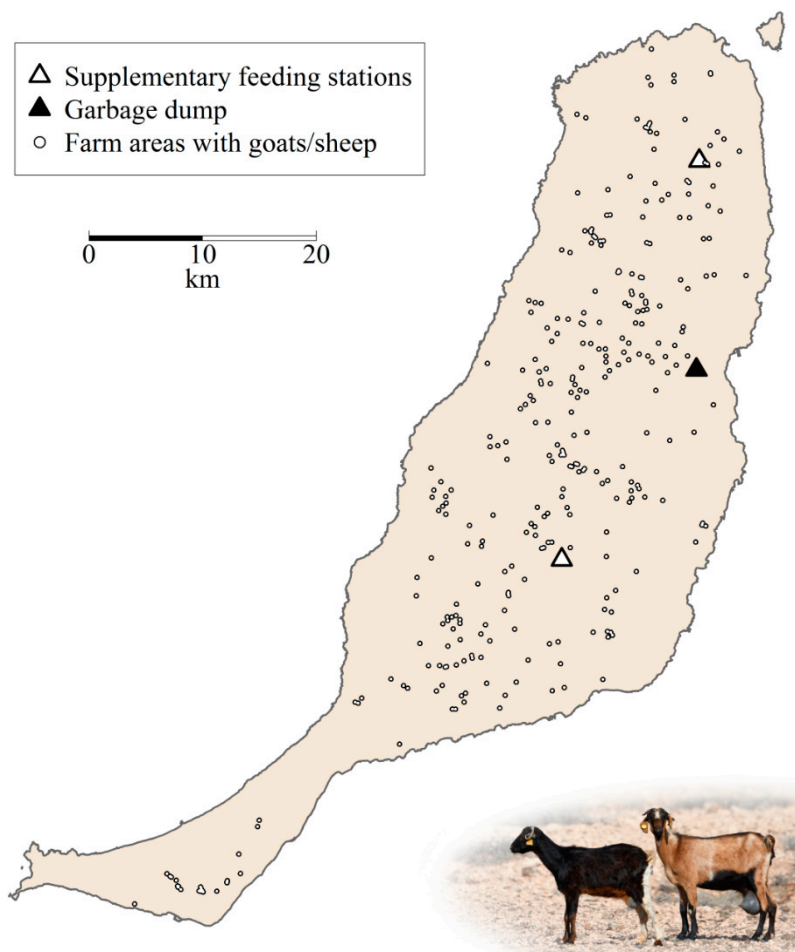 Supplementary feeding stations
Garbage dump
Farm areas with goats/sheep
0 10 20
km